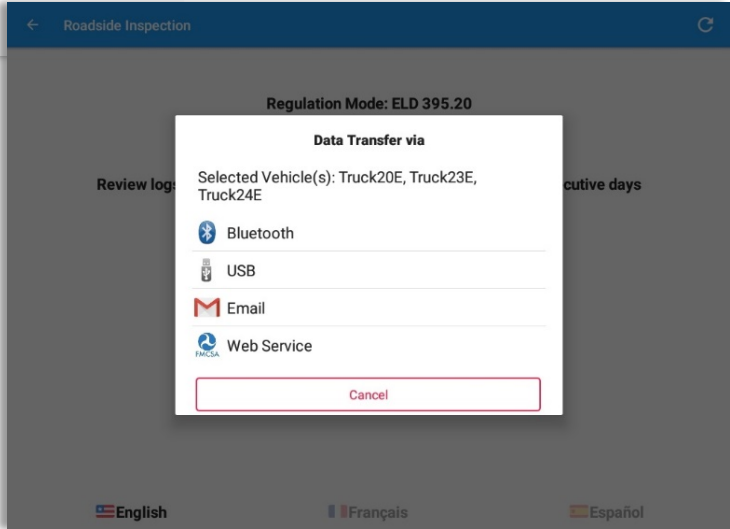 Roadside Inspection
Regulation Mode: ELD 395.20
Data Transfer via
Review logs
cutive days
Selected Vehicle(s): Truck20E, Truck23E,
Truck24E
Bluetooth
USB
Email
FMCSA
Web Service
Cancel
English
Français
Español